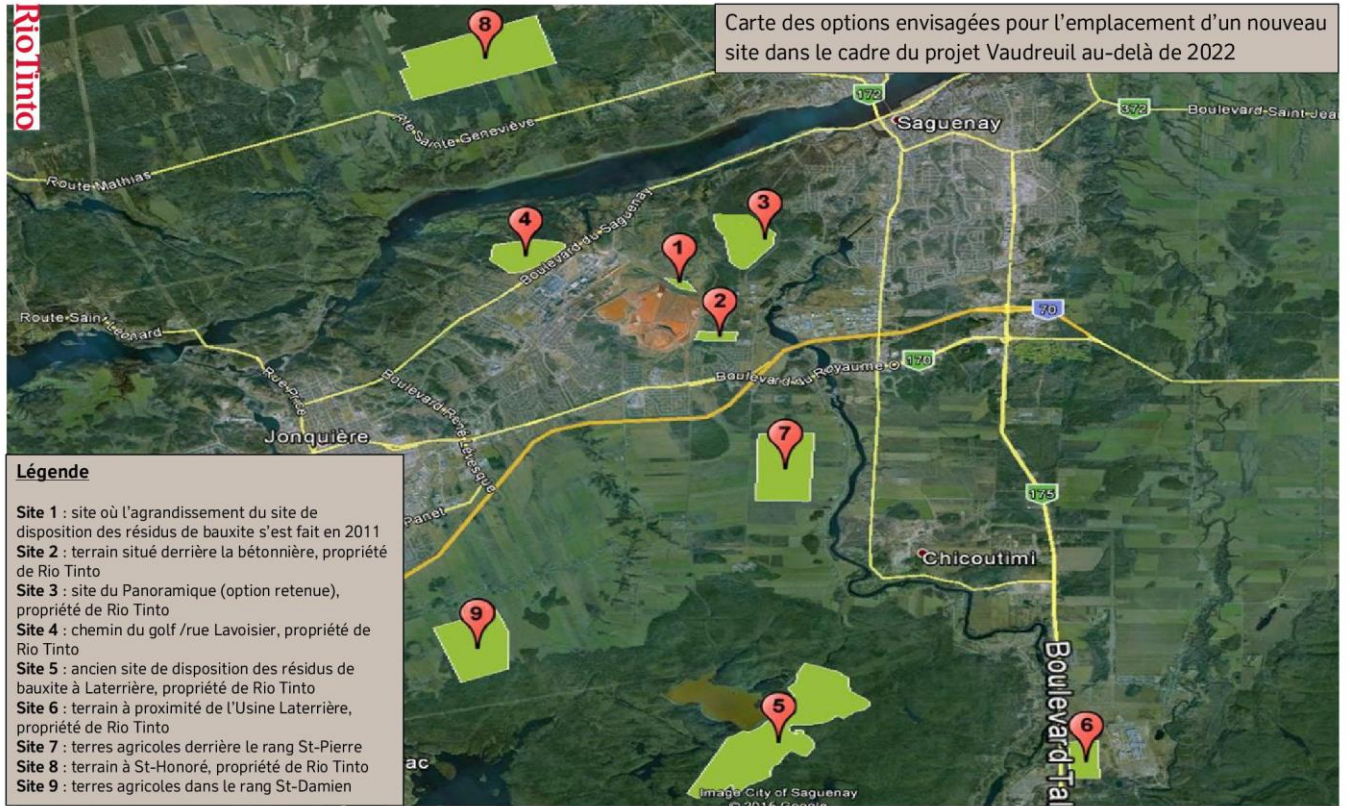 RioTinto
Carte des options envisagées pour l'emplacement d'un nouveau
site dans le cadre du projet Vaudreuil au-delà de 2022
8
172
372
Boulevard Saint Jea
Saguenay
Rte Sainte Geneviève
Route Mathias
3
4
1
Boulevard du Saguenay
2
70
Route Saint Léonard
170
Boulevard du Royaume O
Rue Price
Boulevard René Lévesque
Jonquière
7
175
Panet
Chicoutimi
9
5
6
Boulevard Tal
ac
Légende
Site 1 : site où l'agrandissement du site de
disposition des résidus de bauxite s'est fait en 2011
Site 2 : terrain situé derrière la bétonnière, propriété
de Rio Tinto
Site 3 : site du Panoramique (option retenue),
propriété de Rio Tinto
Site 4 : chemin du golf /rue Lavoisier, propriété de
Rio Tinto
Site 5 : ancien site de disposition des résidus de
bauxite à Laterrière, propriété de Rio Tinto
Site 6 : terrain à proximité de l'Usine Laterrière,
propriété de Rio Tinto
Site 7 : terres agricoles derrière le rang St-Pierre
Site 8 : terrain à St-Honoré, propriété de Rio Tinto
Site 9 : terres agricoles dans le rang St-Damien
Image City of Saguenay
© 2016 Google